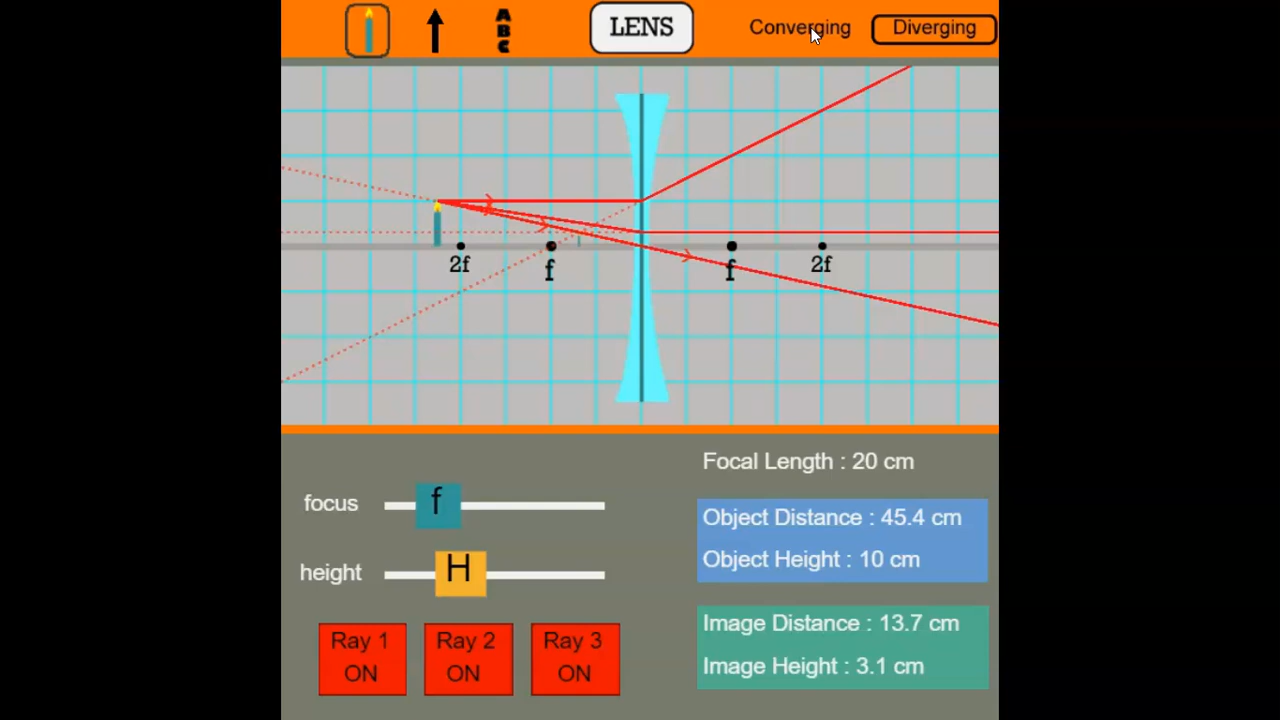 A
B
C
LENS
Converging
Diverging
2f
f
f
2f
Focal Length : 20 cm
focus
f
Object Distance : 45.4 cm
Object Height : 10 cm
height
H
Image Distance : 13.7 cm
Image Height : 3.1 cm
Ray 1
ON
Ray 2
ON
Ray 3
ON